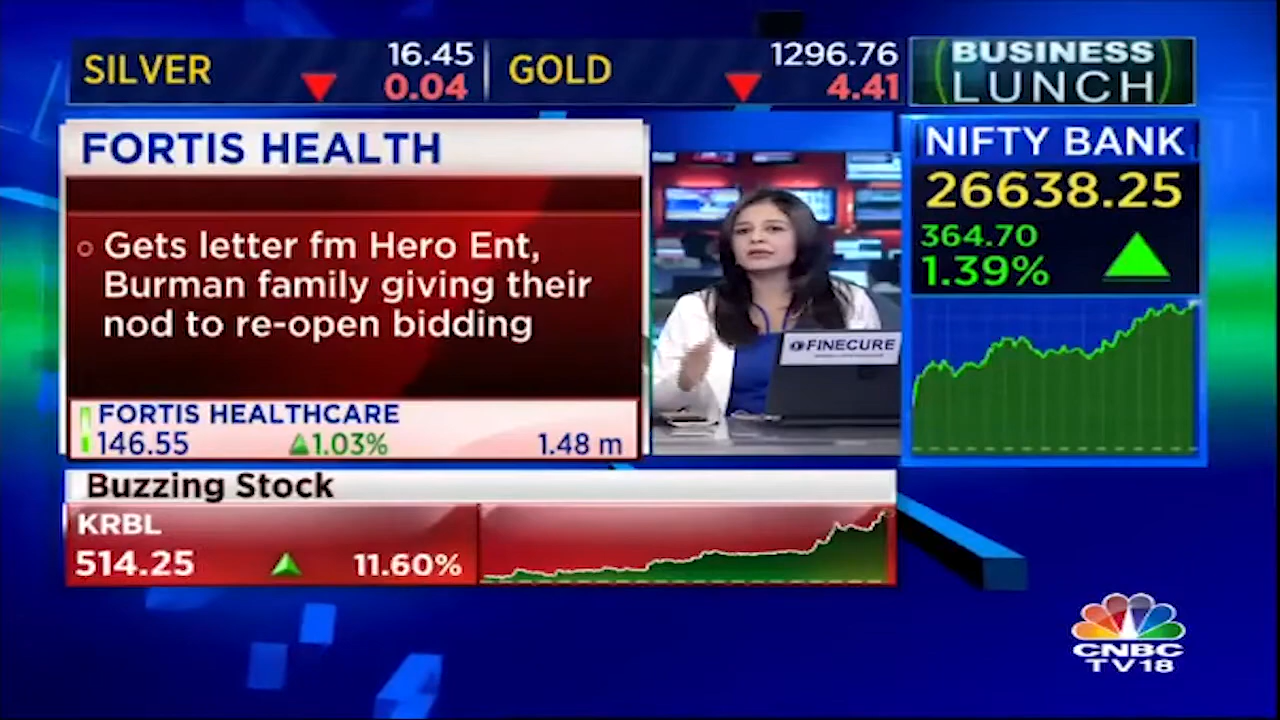 SILVER
16.45
0.04
GOLD
1296.76
4.41
BUSINESS
LUNCH
FORTIS HEALTH
Gets letter fm Hero Ent,
Burman family giving their
nod to re-open bidding
FORTIS HEALTHCARE
146.55 1.03% 1.48 m
FINECURE
NIFTY BANK
26638.25
364.70
1.39%
Buzzing Stock
KRBL
514.25 11.60%
CNBC
TV18